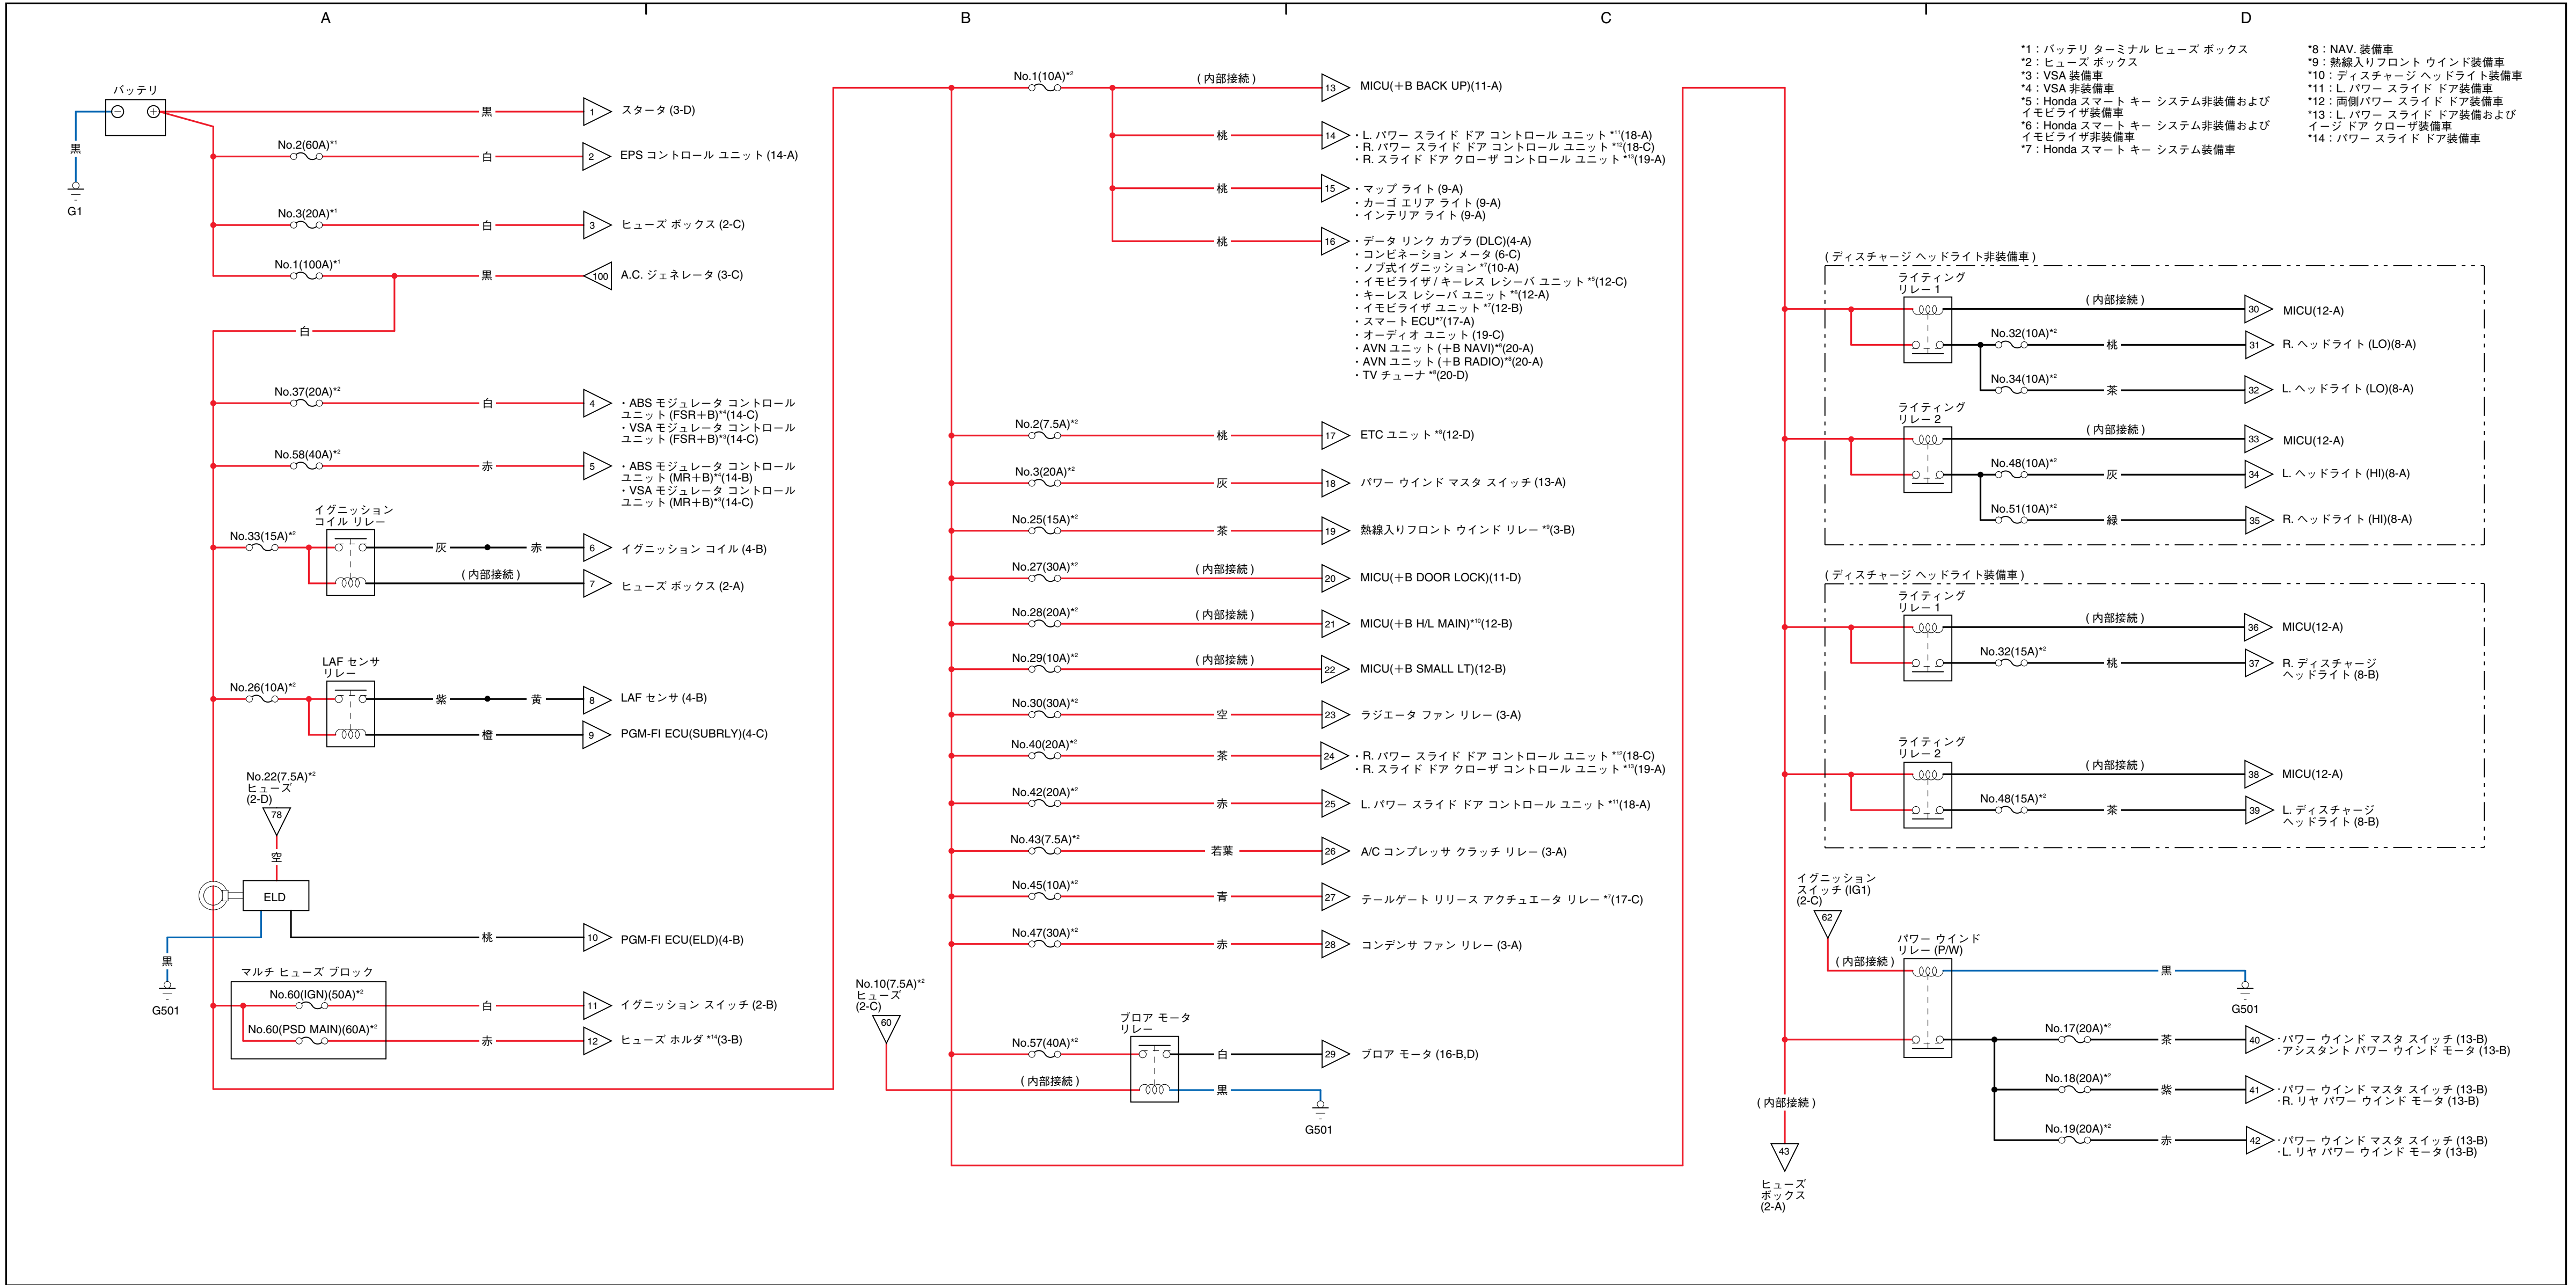 A
B
C
D
*1：バッテリ ターミナル ヒューズ ボックス
*2：ヒューズ ボックス
*3：VSA 装備車
*4：VSA 非装備車
*5：Honda スマート キー システム非装備および
イモビライザ装備車
*6：Honda スマート キー システム非装備および
イモビライザ非装備車
*7：Honda スマート キー システム装備車
*8：NAV. 装備車
*9：熱線入りフロント ウインド装備車
*10：ディスチャージ ヘッドライト装備車
*11：L. パワー スライド ドア装備車
*12：両側パワー スライド ドア装備車
*13：L. パワー スライド ドア装備および
イージ ドア クローザ装備車
*14：パワー スライド ドア装備車
バッテリ
黒
G1
黒
1
スタータ (3-D)
No.2(60A)*1
白
2
EPS コントロール ユニット (14-A)
No.3(20A)*1
白
3
ヒューズ ボックス (2-C)
No.1(100A)*1
黒
100
A.C. ジェネレータ (3-C)
白
No.37(20A)*2
白
4
・ABS モジュレータ コントロール
ユニット (FSR＋B)*4(14-C)
・VSA モジュレータ コントロール
ユニット (FSR＋B)*3(14-C)
No.58(40A)*2
赤
5
・ABS モジュレータ コントロール
ユニット (MR＋B)*4(14-B)
・VSA モジュレータ コントロール
ユニット (MR＋B)*3(14-C)
イグニッション
コイル リレー
No.33(15A)*2
灰
赤
6
イグニッション コイル (4-B)
( 内部接続 )
7
ヒューズ ボックス (2-A)
LAF センサ
リレー
No.26(10A)*2
紫
黄
8
LAF センサ (4-B)
橙
9
PGM-FI ECU(SUBRLY)(4-C)
No.22(7.5A)*2
ヒューズ
(2-D)
78
空
ELD
黒
G501
桃
10
PGM-FI ECU(ELD)(4-B)
マルチ ヒューズ ブロック
No.60(IGN)(50A)*2
白
11
イグニッション スイッチ (2-B)
No.60(PSD MAIN)(60A)*2
赤
12
ヒューズ ホルダ *14(3-B)
No.1(10A)*2
( 内部接続 )
13
MICU(＋B BACK UP)(11-A)
桃
14
・L. パワー スライド ドア コントロール ユニット *11(18-A)
・R. パワー スライド ドア コントロール ユニット *12(18-C)
・R. スライド ドア クローザ コントロール ユニット *13(19-A)
桃
15
・マップ ライト (9-A)
・カーゴ エリア ライト (9-A)
・インテリア ライト (9-A)
桃
16
・データ リンク カプラ (DLC)(4-A)
・コンビネーション メータ (6-C)
・ノブ式イグニッション *7(10-A)
・イモビライザ / キーレス レシーバ ユニット *5(12-C)
・キーレス レシーバ ユニット *6(12-A)
・イモビライザ ユニット *7(12-B)
・スマート ECU*7(17-A)
・オーディオ ユニット (19-C)
・AVN ユニット (＋B NAVI)*8(20-A)
・AVN ユニット (＋B RADIO)*8(20-A)
・TV チューナ *8(20-D)
No.2(7.5A)*2
桃
17
ETC ユニット *8(12-D)
No.3(20A)*2
灰
18
パワー ウインド マスタ スイッチ (13-A)
No.25(15A)*2
茶
19
熱線入りフロント ウインド リレー *9(3-B)
No.27(30A)*2
( 内部接続 )
20
MICU(＋B DOOR LOCK)(11-D)
No.28(20A)*2
( 内部接続 )
21
MICU(＋B H/L MAIN)*10(12-B)
No.29(10A)*2
( 内部接続 )
22
MICU(＋B SMALL LT)(12-B)
No.30(30A)*2
空
23
ラジエータ ファン リレー (3-A)
No.40(20A)*2
茶
24
・R. パワー スライド ドア コントロール ユニット *12(18-C)
・R. スライド ドア クローザ コントロール ユニット *13(19-A)
No.42(20A)*2
赤
25
L. パワー スライド ドア コントロール ユニット *11(18-A)
No.43(7.5A)*2
若葉
26
A/C コンプレッサ クラッチ リレー (3-A)
No.45(10A)*2
青
27
テールゲート リリース アクチュエータ リレー *7(17-C)
No.47(30A)*2
赤
28
コンデンサ ファン リレー (3-A)
No.10(7.5A)*2
ヒューズ
(2-C)
60
ブロア モータ
リレー
No.57(40A)*2
白
29
ブロア モータ (16-B,D)
( 内部接続 )
黒
G501
( ディスチャージ ヘッドライト非装備車 )
ライティング
リレー 1
( 内部接続 )
30
MICU(12-A)
No.32(10A)*2
桃
31
R. ヘッドライト (LO)(8-A)
No.34(10A)*2
茶
32
L. ヘッドライト (LO)(8-A)
ライティング
リレー 2
( 内部接続 )
33
MICU(12-A)
No.48(10A)*2
灰
34
L. ヘッドライト (HI)(8-A)
No.51(10A)*2
緑
35
R. ヘッドライト (HI)(8-A)
( ディスチャージ ヘッドライト装備車 )
ライティング
リレー 1
( 内部接続 )
36
MICU(12-A)
No.32(15A)*2
桃
37
R. ディスチャージ
ヘッドライト (8-B)
ライティング
リレー 2
( 内部接続 )
38
MICU(12-A)
No.48(15A)*2
茶
39
L. ディスチャージ
ヘッドライト (8-B)
イグニッション
スイッチ (IG1)
(2-C)
62
パワー ウインド
リレー (P/W)
( 内部接続 )
黒
G501
No.17(20A)*2
茶
40
・パワー ウインド マスタ スイッチ (13-B)
・アシスタント パワー ウインド モータ (13-B)
No.18(20A)*2
紫
41
・パワー ウインド マスタ スイッチ (13-B)
・R. リヤ パワー ウインド モータ (13-B)
No.19(20A)*2
赤
42
・パワー ウインド マスタ スイッチ (13-B)
・L. リヤ パワー ウインド モータ (13-B)
( 内部接続 )
43
ヒューズ
ボックス
(2-A)